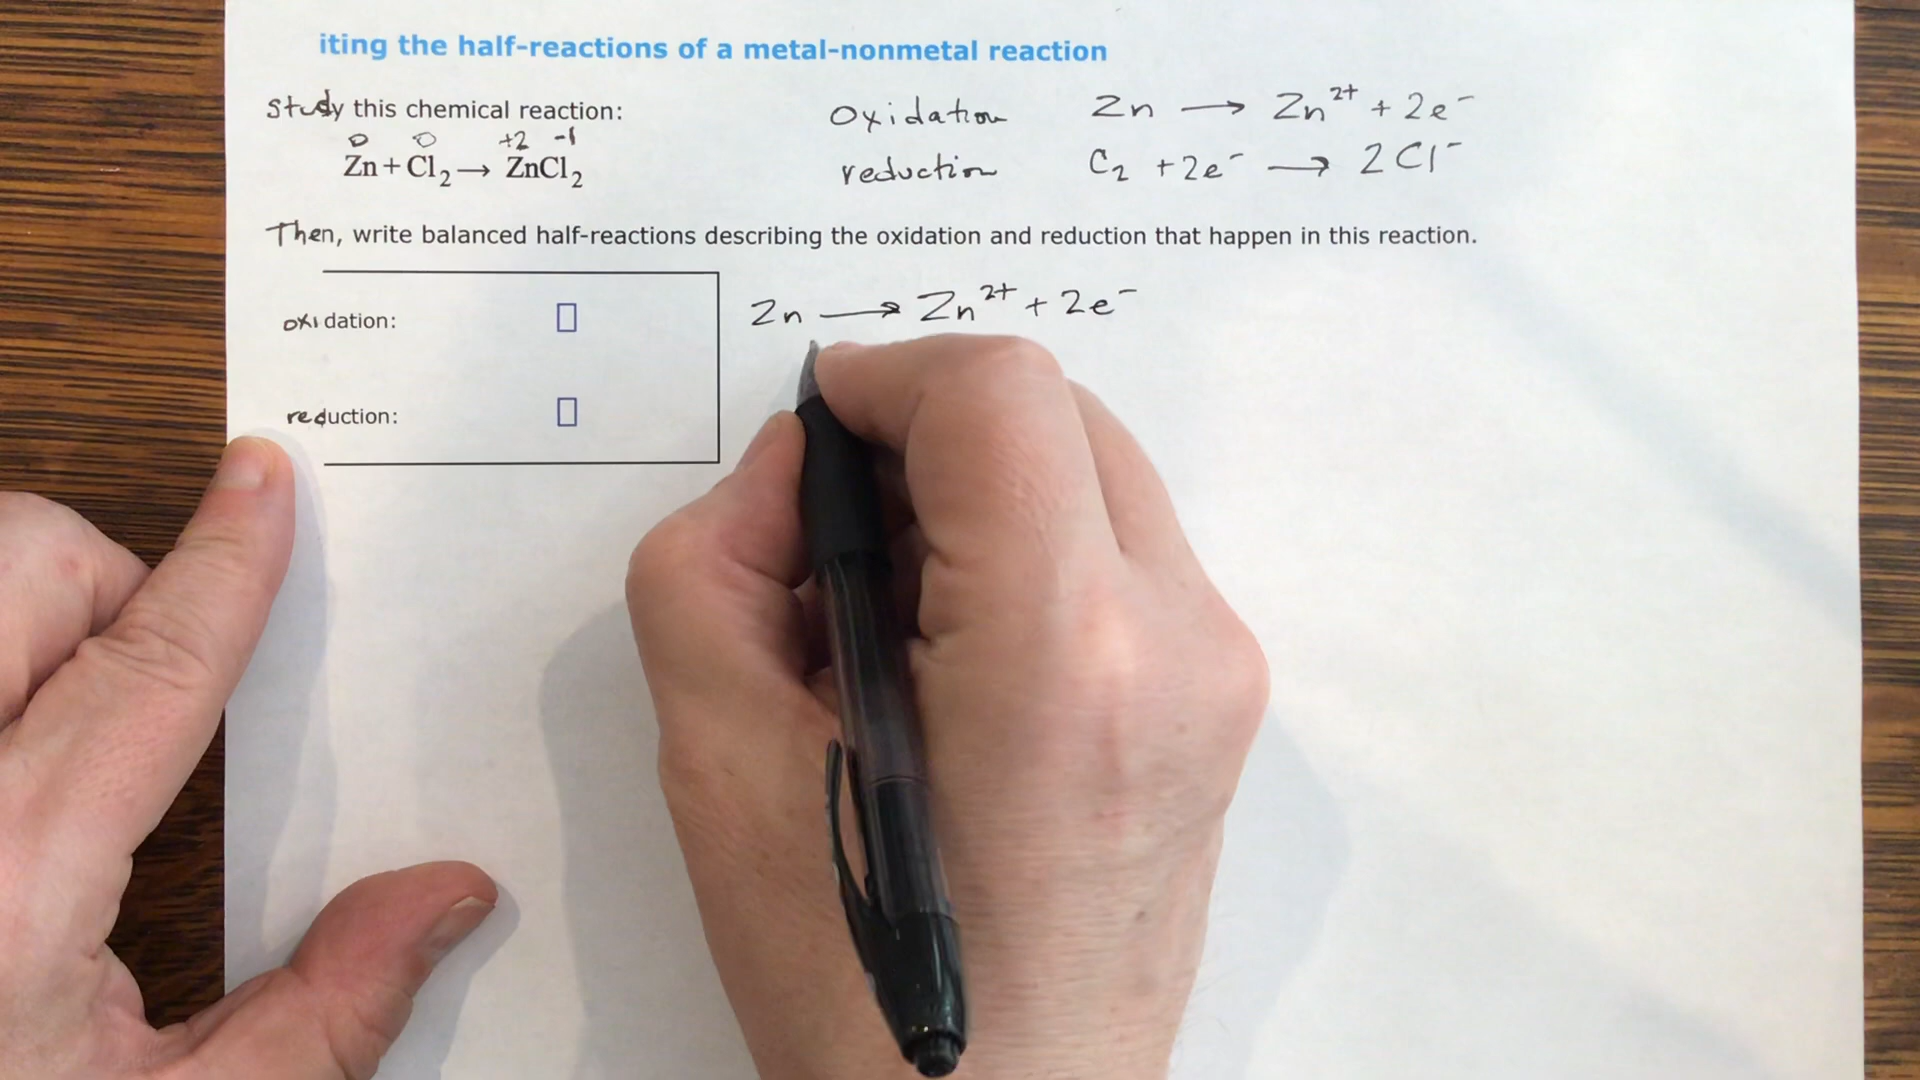 iting the half-reactions of a metal-nonmetal reaction
Study this chemical reaction:
0 0 +2 -1
Zn + Cl₂ → ZnCl₂
Oxidation Zn → Zn²⁺ + 2e⁻
reduction C₂ + 2e⁻ → 2Cl⁻
Then, write balanced half-reactions describing the oxidation and reduction that happen in this reaction.
oxidation:
Zn → Zn²⁺ + 2e⁻
reduction: